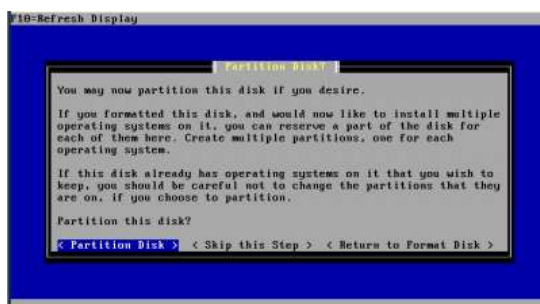 F10=Refresh Display
Partition Disk?
You may now partition this disk if you desire.
If you formatted this disk, and would now like to install multiple
operating systems on it, you can reserve a part of the disk for
each of them here. Create multiple partitions, one for each
operating system.
If this disk already has operating systems on it that you wish to
keep, you should be careful not to change the partitions that they
are on, if you choose to partition.
Partition this disk?
< Partition Disk > < Skip this Step > < Return to Format Disk >